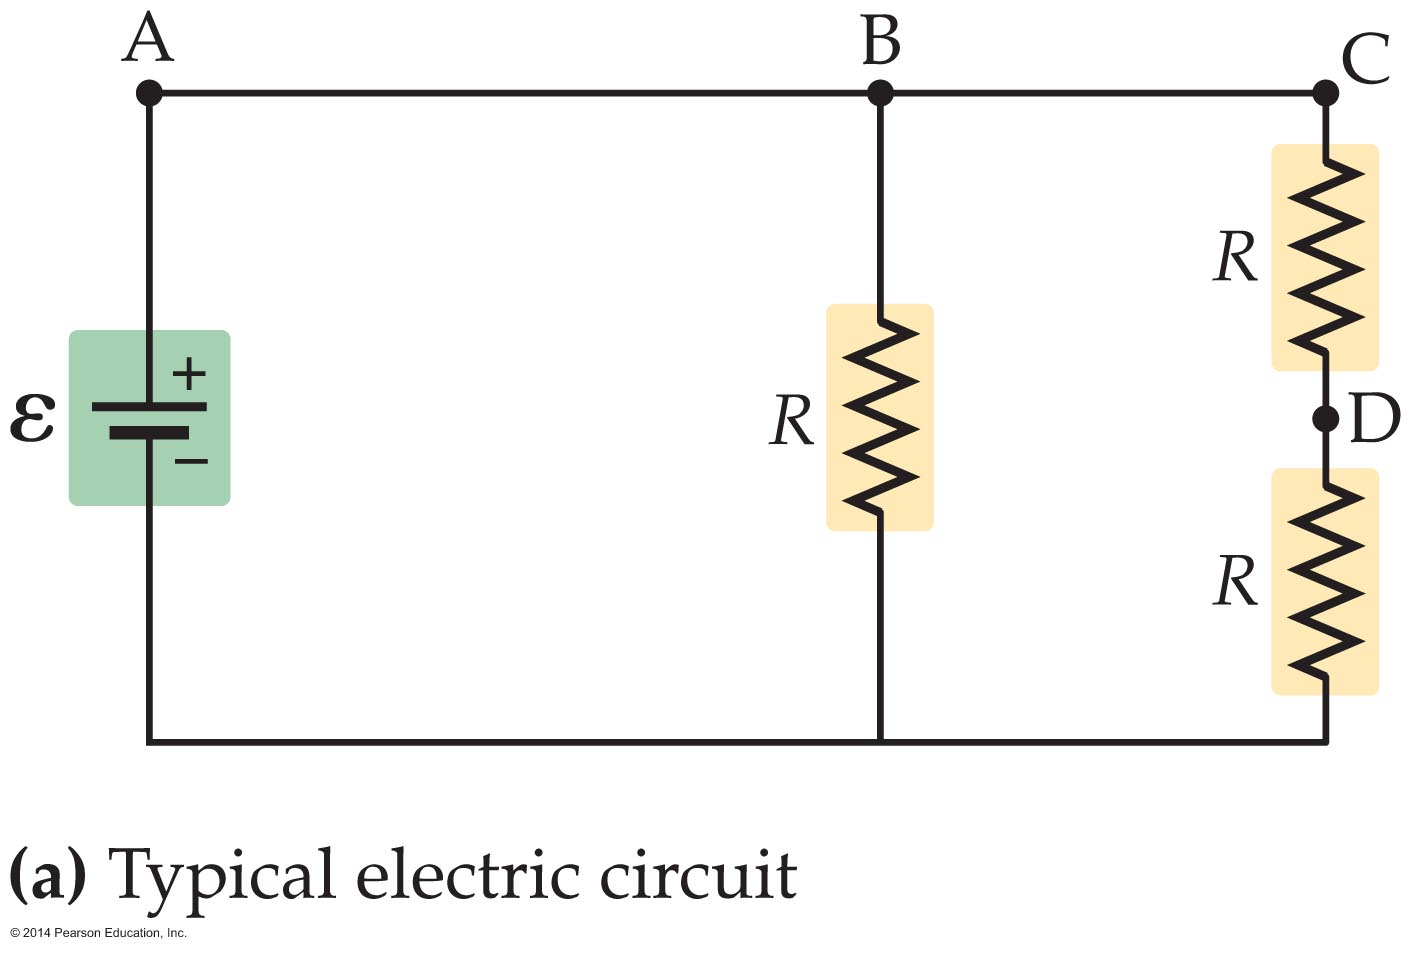 A
B
C
+
R
ε
R
D
−
R
(a) Typical electric circuit
© 2014 Pearson Education, Inc.